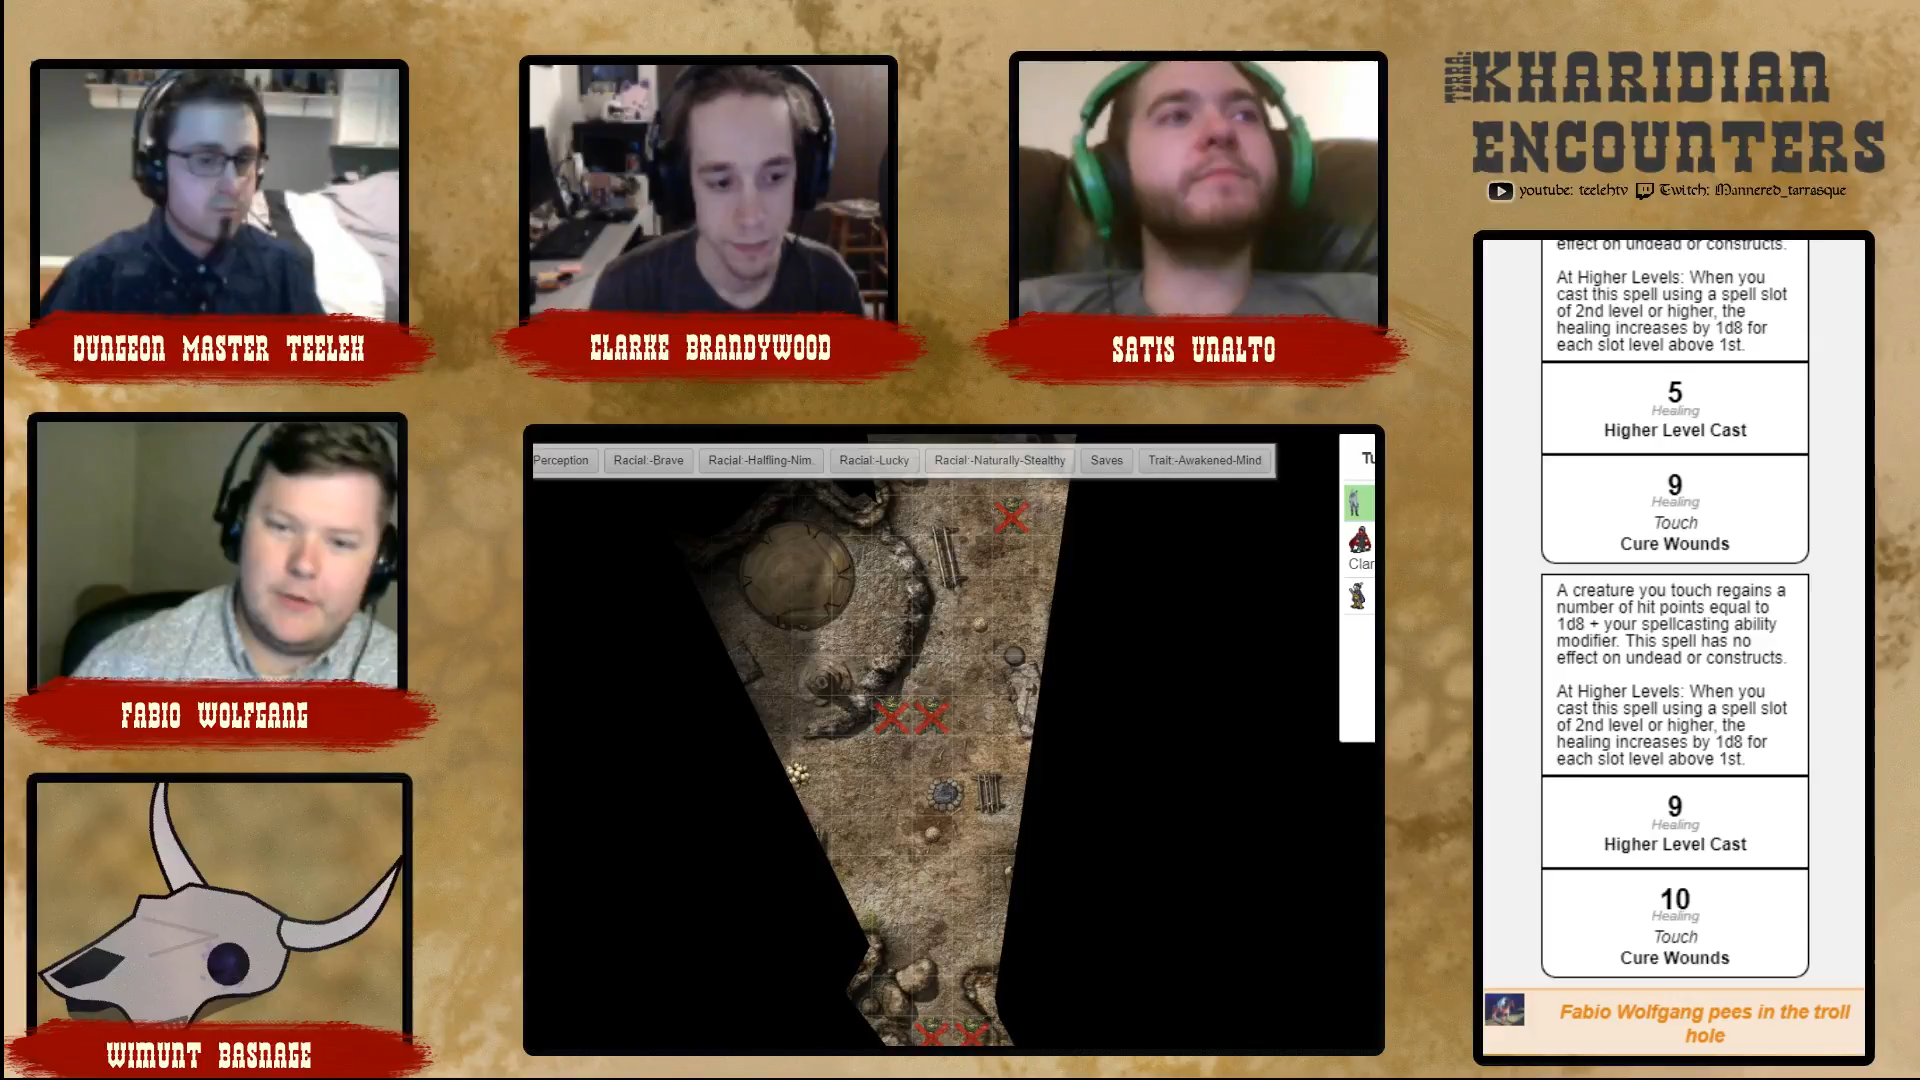 TERRA
KHARIDIAN
ENCOUNTERS
youtube: teelehtv Twitch: Mannered_tarrasque
DUNGEON MASTER TEELEH
CLARKE BRANDYWOOD
SATIS UNALTO
FABIO WOLFGANG
WIMUNT BASNAGE
Perception Racial:-Brave Racial:-Halfling-Nim. Racial:-Lucky Racial:-Naturally-Stealthy Saves Trait:-Awakened-Mind
Tu
Clar
effect on undead or constructs.
At Higher Levels: When you
cast this spell using a spell slot
of 2nd level or higher, the
healing increases by 1d8 for
each slot level above 1st.
5
Healing
Higher Level Cast
9
Healing
Touch
Cure Wounds
A creature you touch regains a
number of hit points equal to
1d8 + your spellcasting ability
modifier. This spell has no
effect on undead or constructs.
At Higher Levels: When you
cast this spell using a spell slot
of 2nd level or higher, the
healing increases by 1d8 for
each slot level above 1st.
9
Healing
Higher Level Cast
10
Healing
Touch
Cure Wounds
Fabio Wolfgang pees in the troll
hole